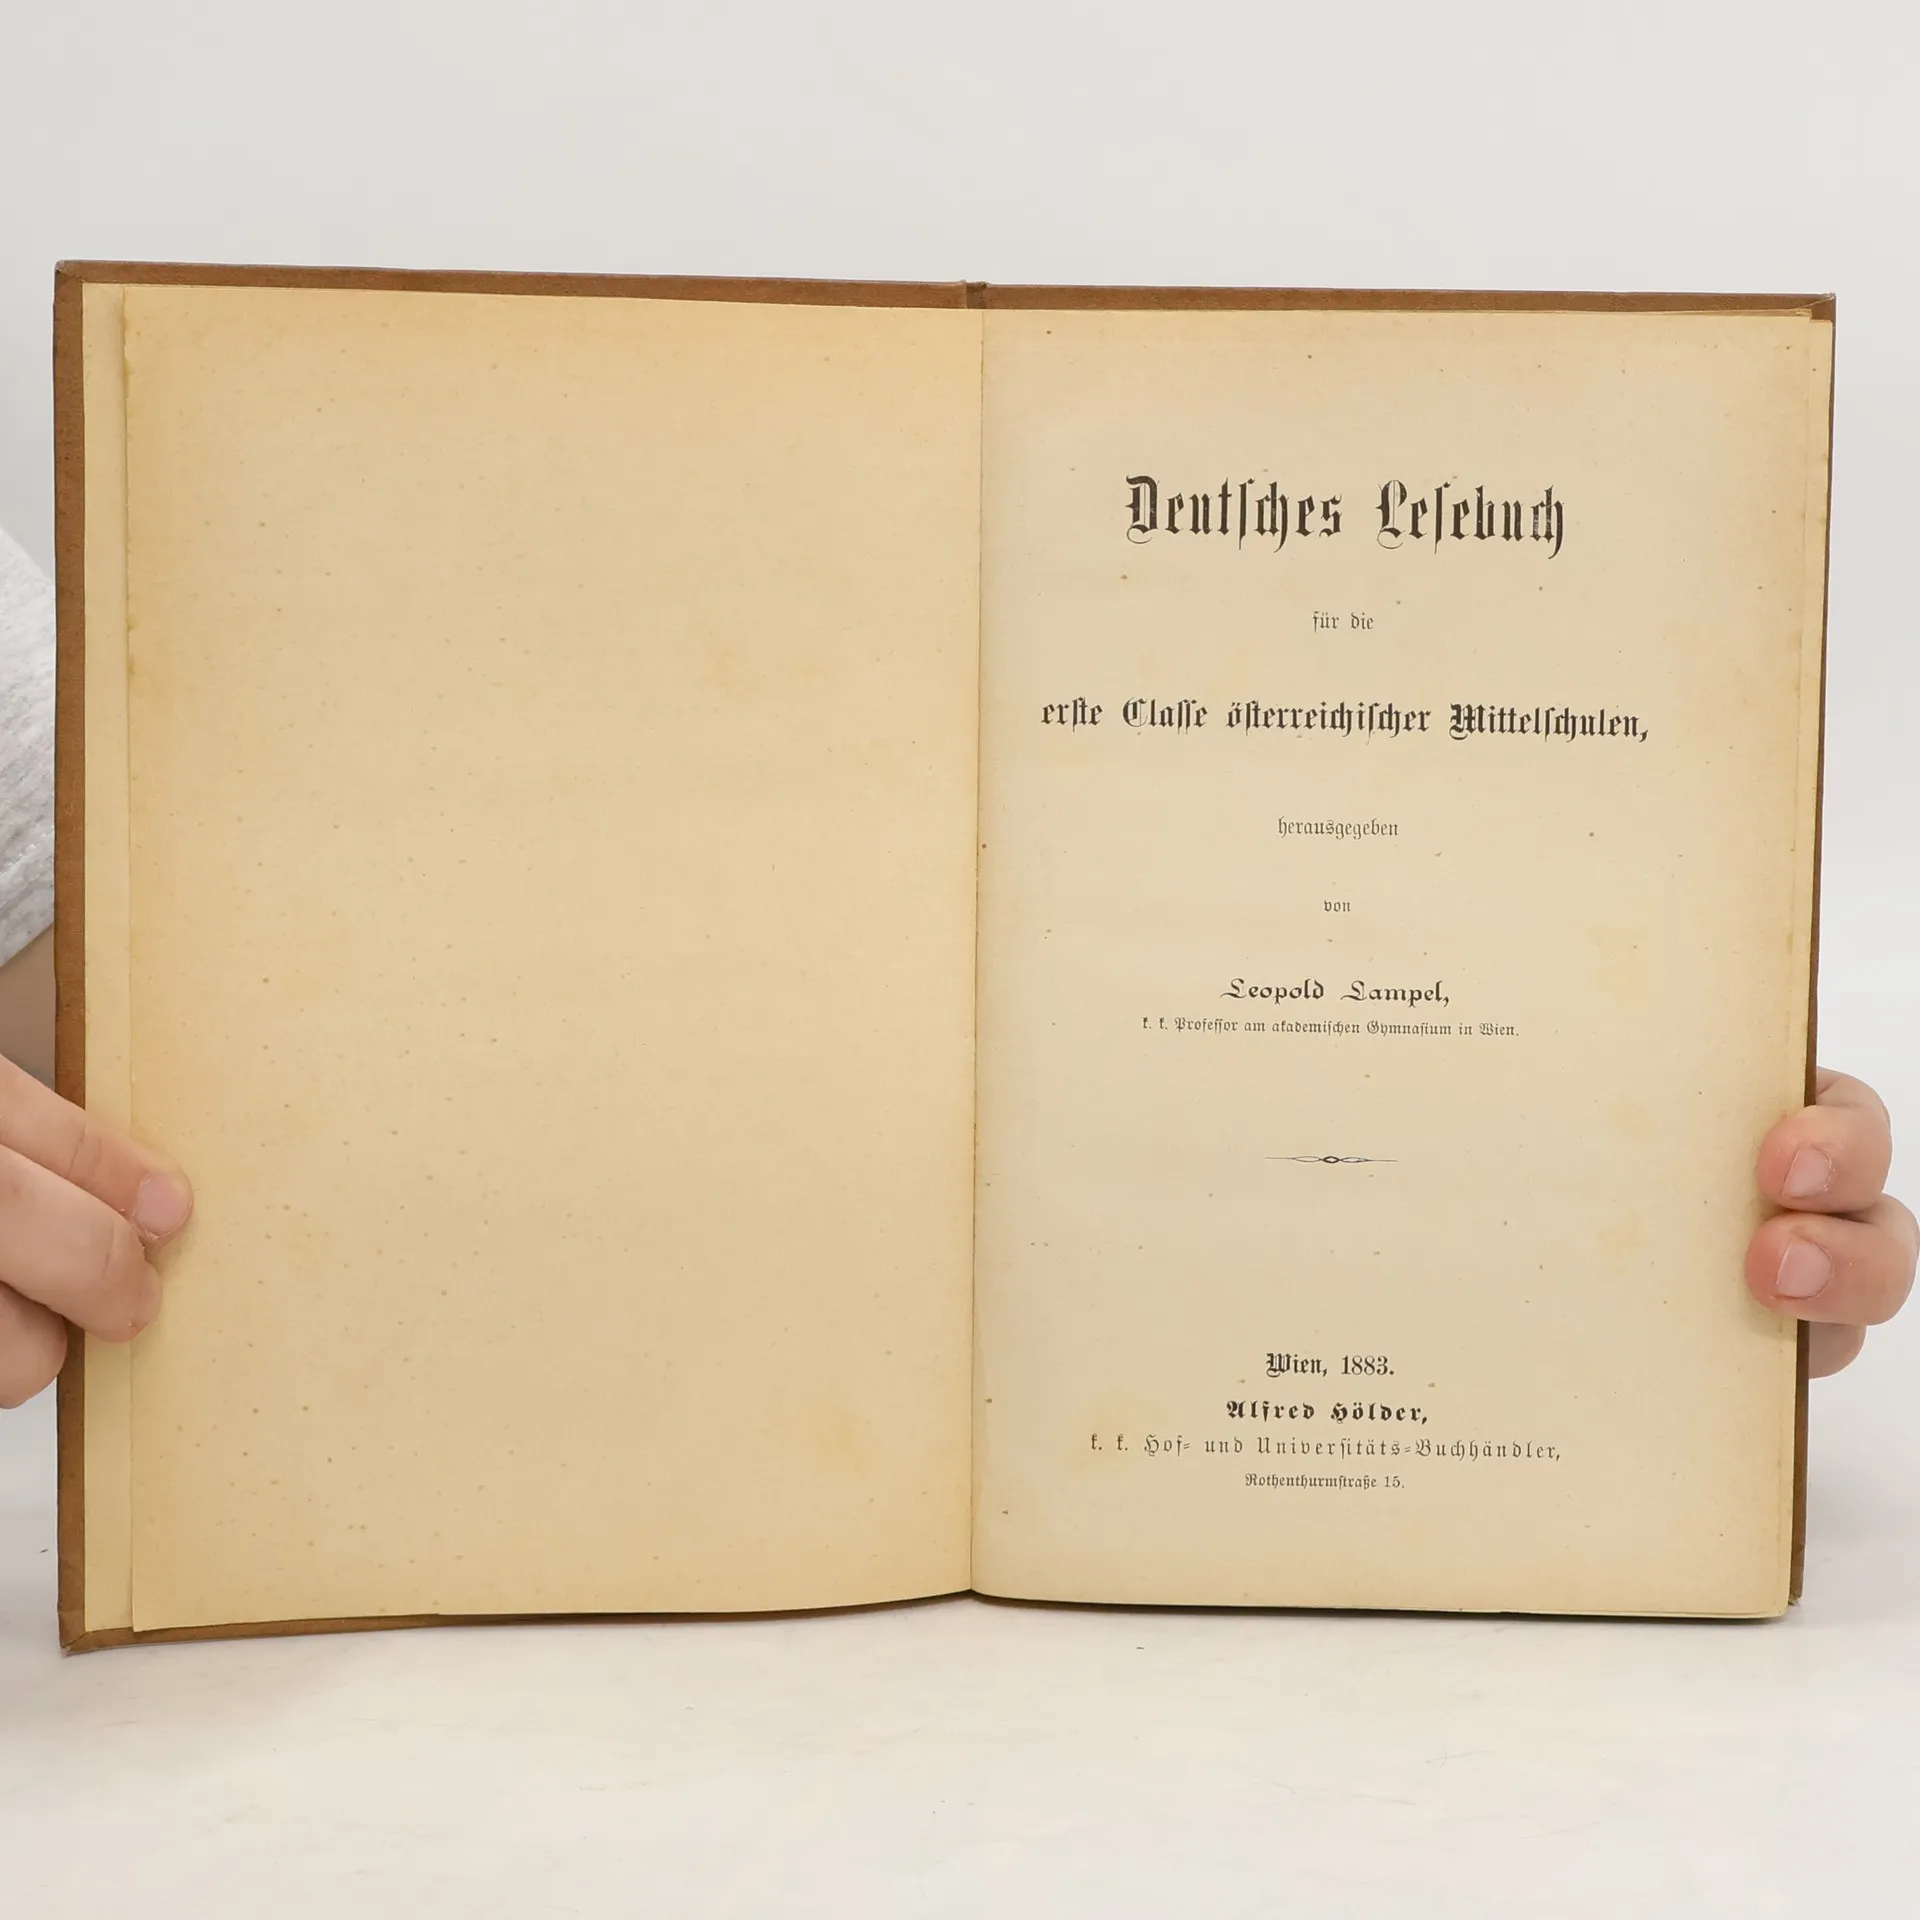 Deutſches Leſebuch
für die
erſte Claſſe öſterreichiſcher Mittelſchulen,
herausgegeben
von
Leopold Lampel,
k. k. Profeſſor am akademiſchen Gymnaſium in Wien.
Wien, 1883.
Alfred Hölder,
k. k. Hof- und Univerſitäts-Buchhändler,
Rothenthurmſtraße 15.